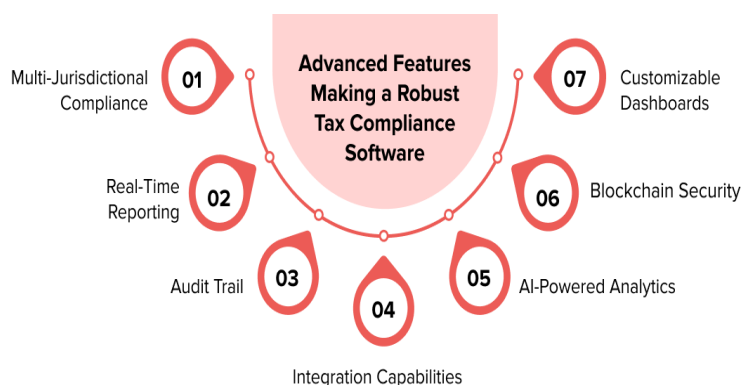 Advanced Features
Making a Robust
Tax Compliance
Software
01
Multi-Jurisdictional
Compliance
02
Real-Time
Reporting
03
Audit Trail
04
Integration Capabilities
05
AI-Powered Analytics
06
Blockchain Security
07
Customizable
Dashboards